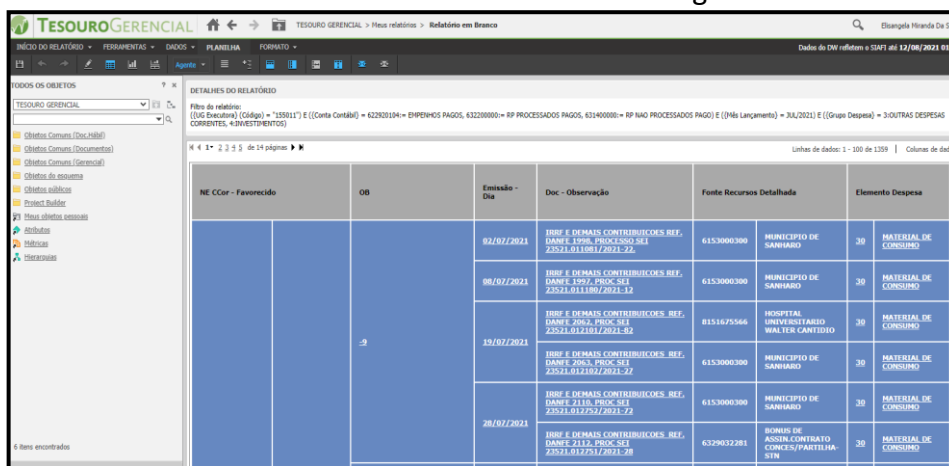 TESOUROGERENCIAL
TESOURO GERENCIAL > Meus relatórios > Relatório em Branco
Elisangela Miranda Da S
INÍCIO DO RELATÓRIO FERRAMENTAS DADOS PLANILHA FORMATO
Dados do DW refletem o SIAFI até 12/08/2021 01
TODOS OS OBJETOS ? x
TESOURO GERENCIAL
Objetos Comuns (Doc.Hábil)
Objetos Comuns (Documentos)
Objetos Comuns (Gerencial)
Objetos do esquema
Objetos públicos
Project Builder
Meus objetos pessoais
Atributos
Métricas
Hierarquias
6 itens encontrados
DETALHES DO RELATÓRIO
Filtro do relatório:
({UG Executora} (Código) = "155011") E ({Conta Contábil} = 622920104:= EMPENHOS PAGOS, 632200000:= RP PROCESSADOS PAGOS, 631400000:= RP NAO PROCESSADOS PAGO) E ({Mês Lançamento} = JUL/2021) E ({Grupo Despesa} = 3:OUTRAS DESPESAS
CORRENTES, 4:INVESTIMENTOS)
1 2 3 4 5 de 14 páginas
Linhas de dados: 1 - 100 de 1359 | Colunas de dad
NE CCor - Favorecido
OB
Emissão - Dia
Doc - Observação
Fonte Recursos Detalhada
Elemento Despesa
-9
02/07/2021
IRRF E DEMAIS CONTRIBUICOES REF.
DANFE 1998, PROCESSO SEI
23521.011081/2021-22.
6153000300
MUNICIPIO DE
SANHARO
30
MATERIAL DE
CONSUMO
08/07/2021
IRRF E DEMAIS CONTRIBUICOES REF.
DANFE 1997, PROC SEI
23521.011180/2021-12
6153000300
MUNICIPIO DE
SANHARO
30
MATERIAL DE
CONSUMO
19/07/2021
IRRF E DEMAIS CONTRIBUICOES REF.
DANFE 2062, PROC SEI
23521.012101/2021-82
8151675566
HOSPITAL
UNIVERSITARIO
WALTER CANTIDIO
30
MATERIAL DE
CONSUMO
IRRF E DEMAIS CONTRIBUICOES REF.
DANFE 2063, PROC SEI
23521.012102/2021-27
6153000300
MUNICIPIO DE
SANHARO
30
MATERIAL DE
CONSUMO
28/07/2021
IRRF E DEMAIS CONTRIBUICOES REF.
DANFE 2110, PROC SEI
23521.012752/2021-72
6153000300
MUNICIPIO DE
SANHARO
30
MATERIAL DE
CONSUMO
IRRF E DEMAIS CONTRIBUICOES REF.
DANFE 2112, PROC SEI
23521.012751/2021-28
6329032281
BONUS DE
ASSIN.CONTRATO
CONCES/PARTILHA-
STN
30
MATERIAL DE
CONSUMO